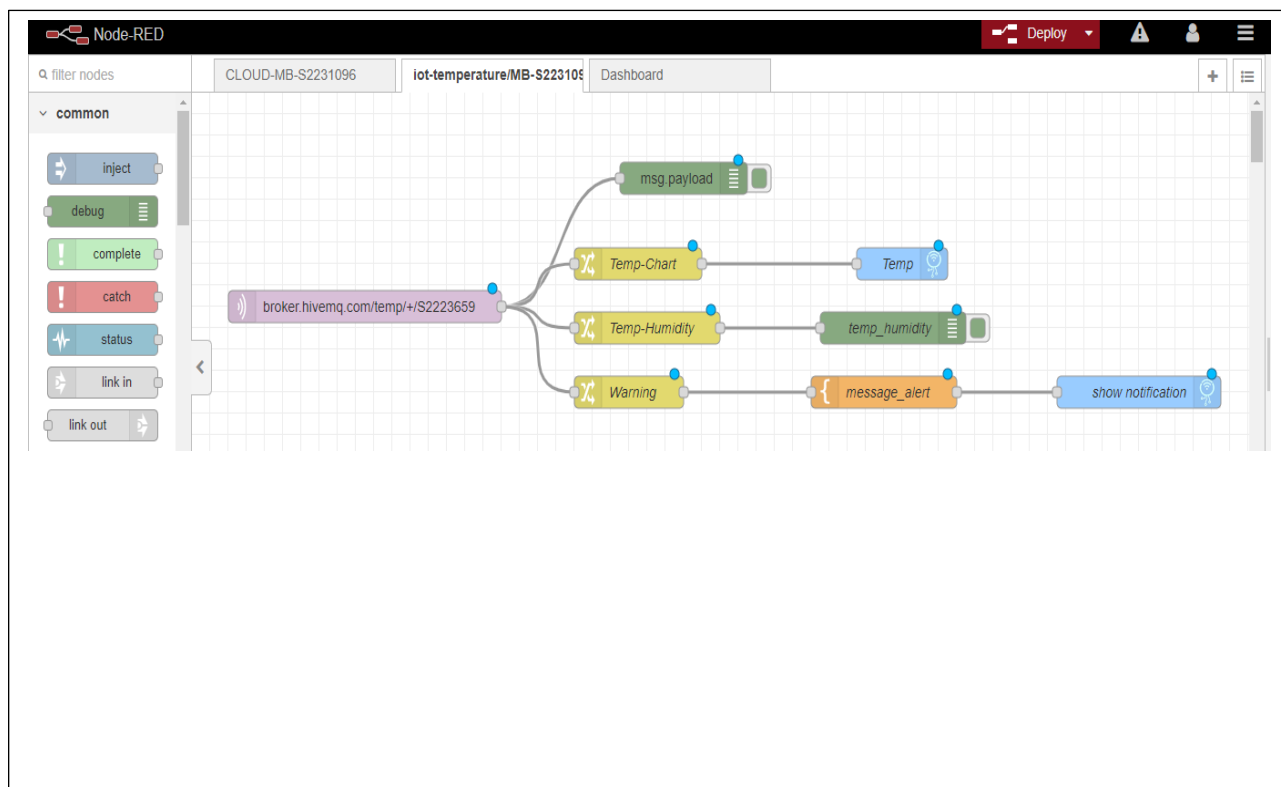 Node-RED
Deploy
filter nodes
CLOUD-MB-S2231096
iot-temperature/MB-S223109
Dashboard
common
inject
debug
complete
catch
status
link in
link out
msg.payload
Temp-Chart
Temp
broker.hivemq.com/temp/+/S2223659
Temp-Humidity
temp_humidity
Warning
message_alert
show notification